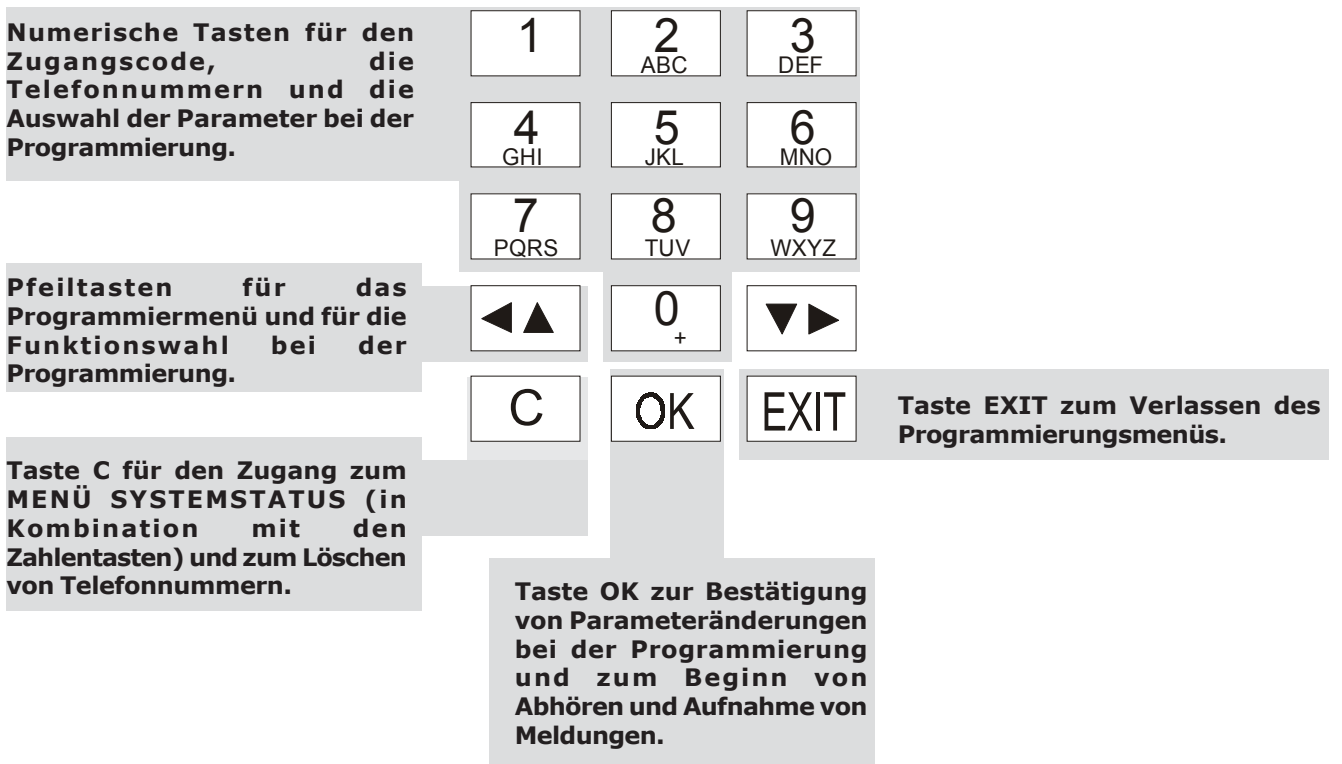 Numerische Tasten für den
Zugangscode, die
Telefonnummern und die
Auswahl der Parameter bei der
Programmierung.
1
2
ABC
3
DEF
4
GHI
5
JKL
6
MNO
7
PQRS
8
TUV
9
WXYZ
Pfeiltasten für das
Programmiermenü und für die
Funktionswahl bei der
Programmierung.
◀▲
0
+
▼▶
C
OK
EXIT
Taste EXIT zum Verlassen des
Programmierungsmenüs.
Taste C für den Zugang zum
MENÜ SYSTEMSTATUS (in
Kombination mit den
Zahlentasten) und zum Löschen
von Telefonnummern.
Taste OK zur Bestätigung
von Parameteränderungen
bei der Programmierung
und zum Beginn von
Abhören und Aufnahme von
Meldungen.